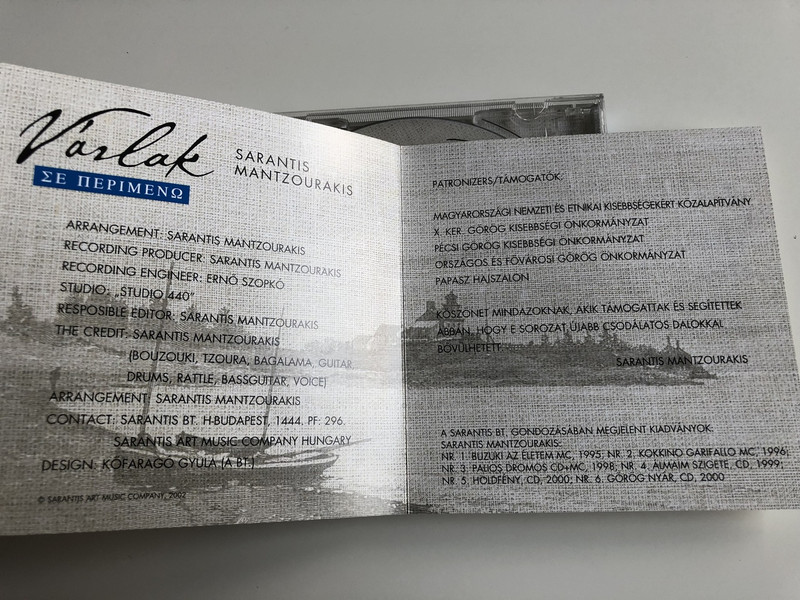 Várlak
ΣΕ ΠΕΡΙΜΕΝΩ
SARANTIS
MANTZOURAKIS
ARRANGEMENT: SARANTIS MANTZOURAKIS
RECORDING PRODUCER: SARANTIS MANTZOURAKIS
RECORDING ENGINEER: ERNŐ SZOPKÓ
STUDIO: „STUDIO 440"
RESPOSIBLE EDITOR: SARANTIS MANTZOURAKIS
THE CREDIT: SARANTIS MANTZOURAKIS
(BOUZOUKI, TZOURA, BAGALAMA, GUITAR
DRUMS, RATTLE, BASSGUITAR, VOICE)
ARRANGEMENT: SARANTIS MANTZOURAKIS
CONTACT: SARANTIS BT. H-BUDAPEST, 1444. PF: 296.
SARANTIS ART MUSIC COMPANY HUNGARY
DESIGN: KŐFARAGÓ GYULA (A BT.)
© SARANTIS ART MUSIC COMPANY, 2002
PATRONIZERS/TÁMOGATÓK:
MAGYARORSZÁGI NEMZETI ÉS ETNIKAI KISEBBSÉGEKÉRT KÖZALAPÍTVÁNY
X. KER. GÖRÖG KISEBBSÉGI ÖNKORMÁNYZAT
PÉCSI GÖRÖG KISEBBSÉGI ÖNKORMÁNYZAT
ORSZÁGOS ÉS FŐVÁROSI GÖRÖG ÖNKORMÁNYZAT
PAPASZ HAJSZALON
KÖSZÖNET MINDAZOKNAK, AKIK TÁMOGATTAK ÉS SEGÍTETTEK
ABBAN, HOGY E SOROZAT ÚJABB CSODÁLATOS DALOKKAL
BŐVÜLHETETT
SARANTIS MANTZOURAKIS
A SARANTIS BT. GONDOZÁSÁBAN MEGJELENT KIADVÁNYOK:
SARANTIS MANTZOURAKIS:
NR. 1. BUZUKI AZ ÉLETEM MC, 1995; NR. 2. KOKKINO GARIFALLO MC, 1996;
NR. 3. PALIOS DROMOS CD+MC, 1998; NR. 4. ÁLMAIM SZIGETE, CD, 1999;
NR. 5. HOLDFÉNY, CD, 2000; NR. 6. GÖRÖG NYÁR, CD, 2000